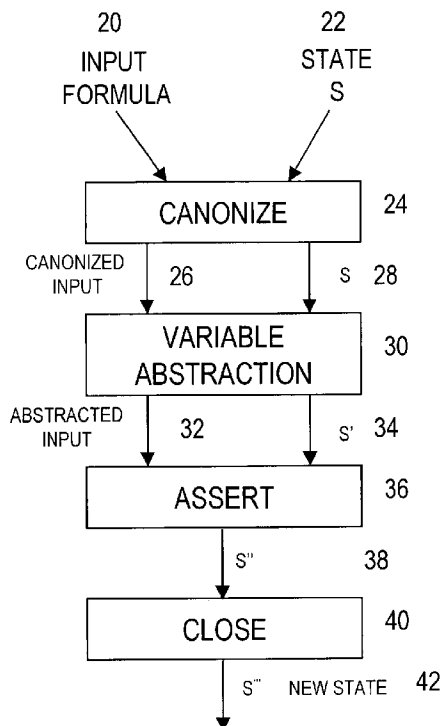 20
INPUT
FORMULA
22
STATE
S
CANONIZE
24
CANONIZED
INPUT
26
S
28
VARIABLE
ABSTRACTION
30
ABSTRACTED
INPUT
32
S'
34
ASSERT
36
S"
38
CLOSE
40
S'" NEW STATE
42